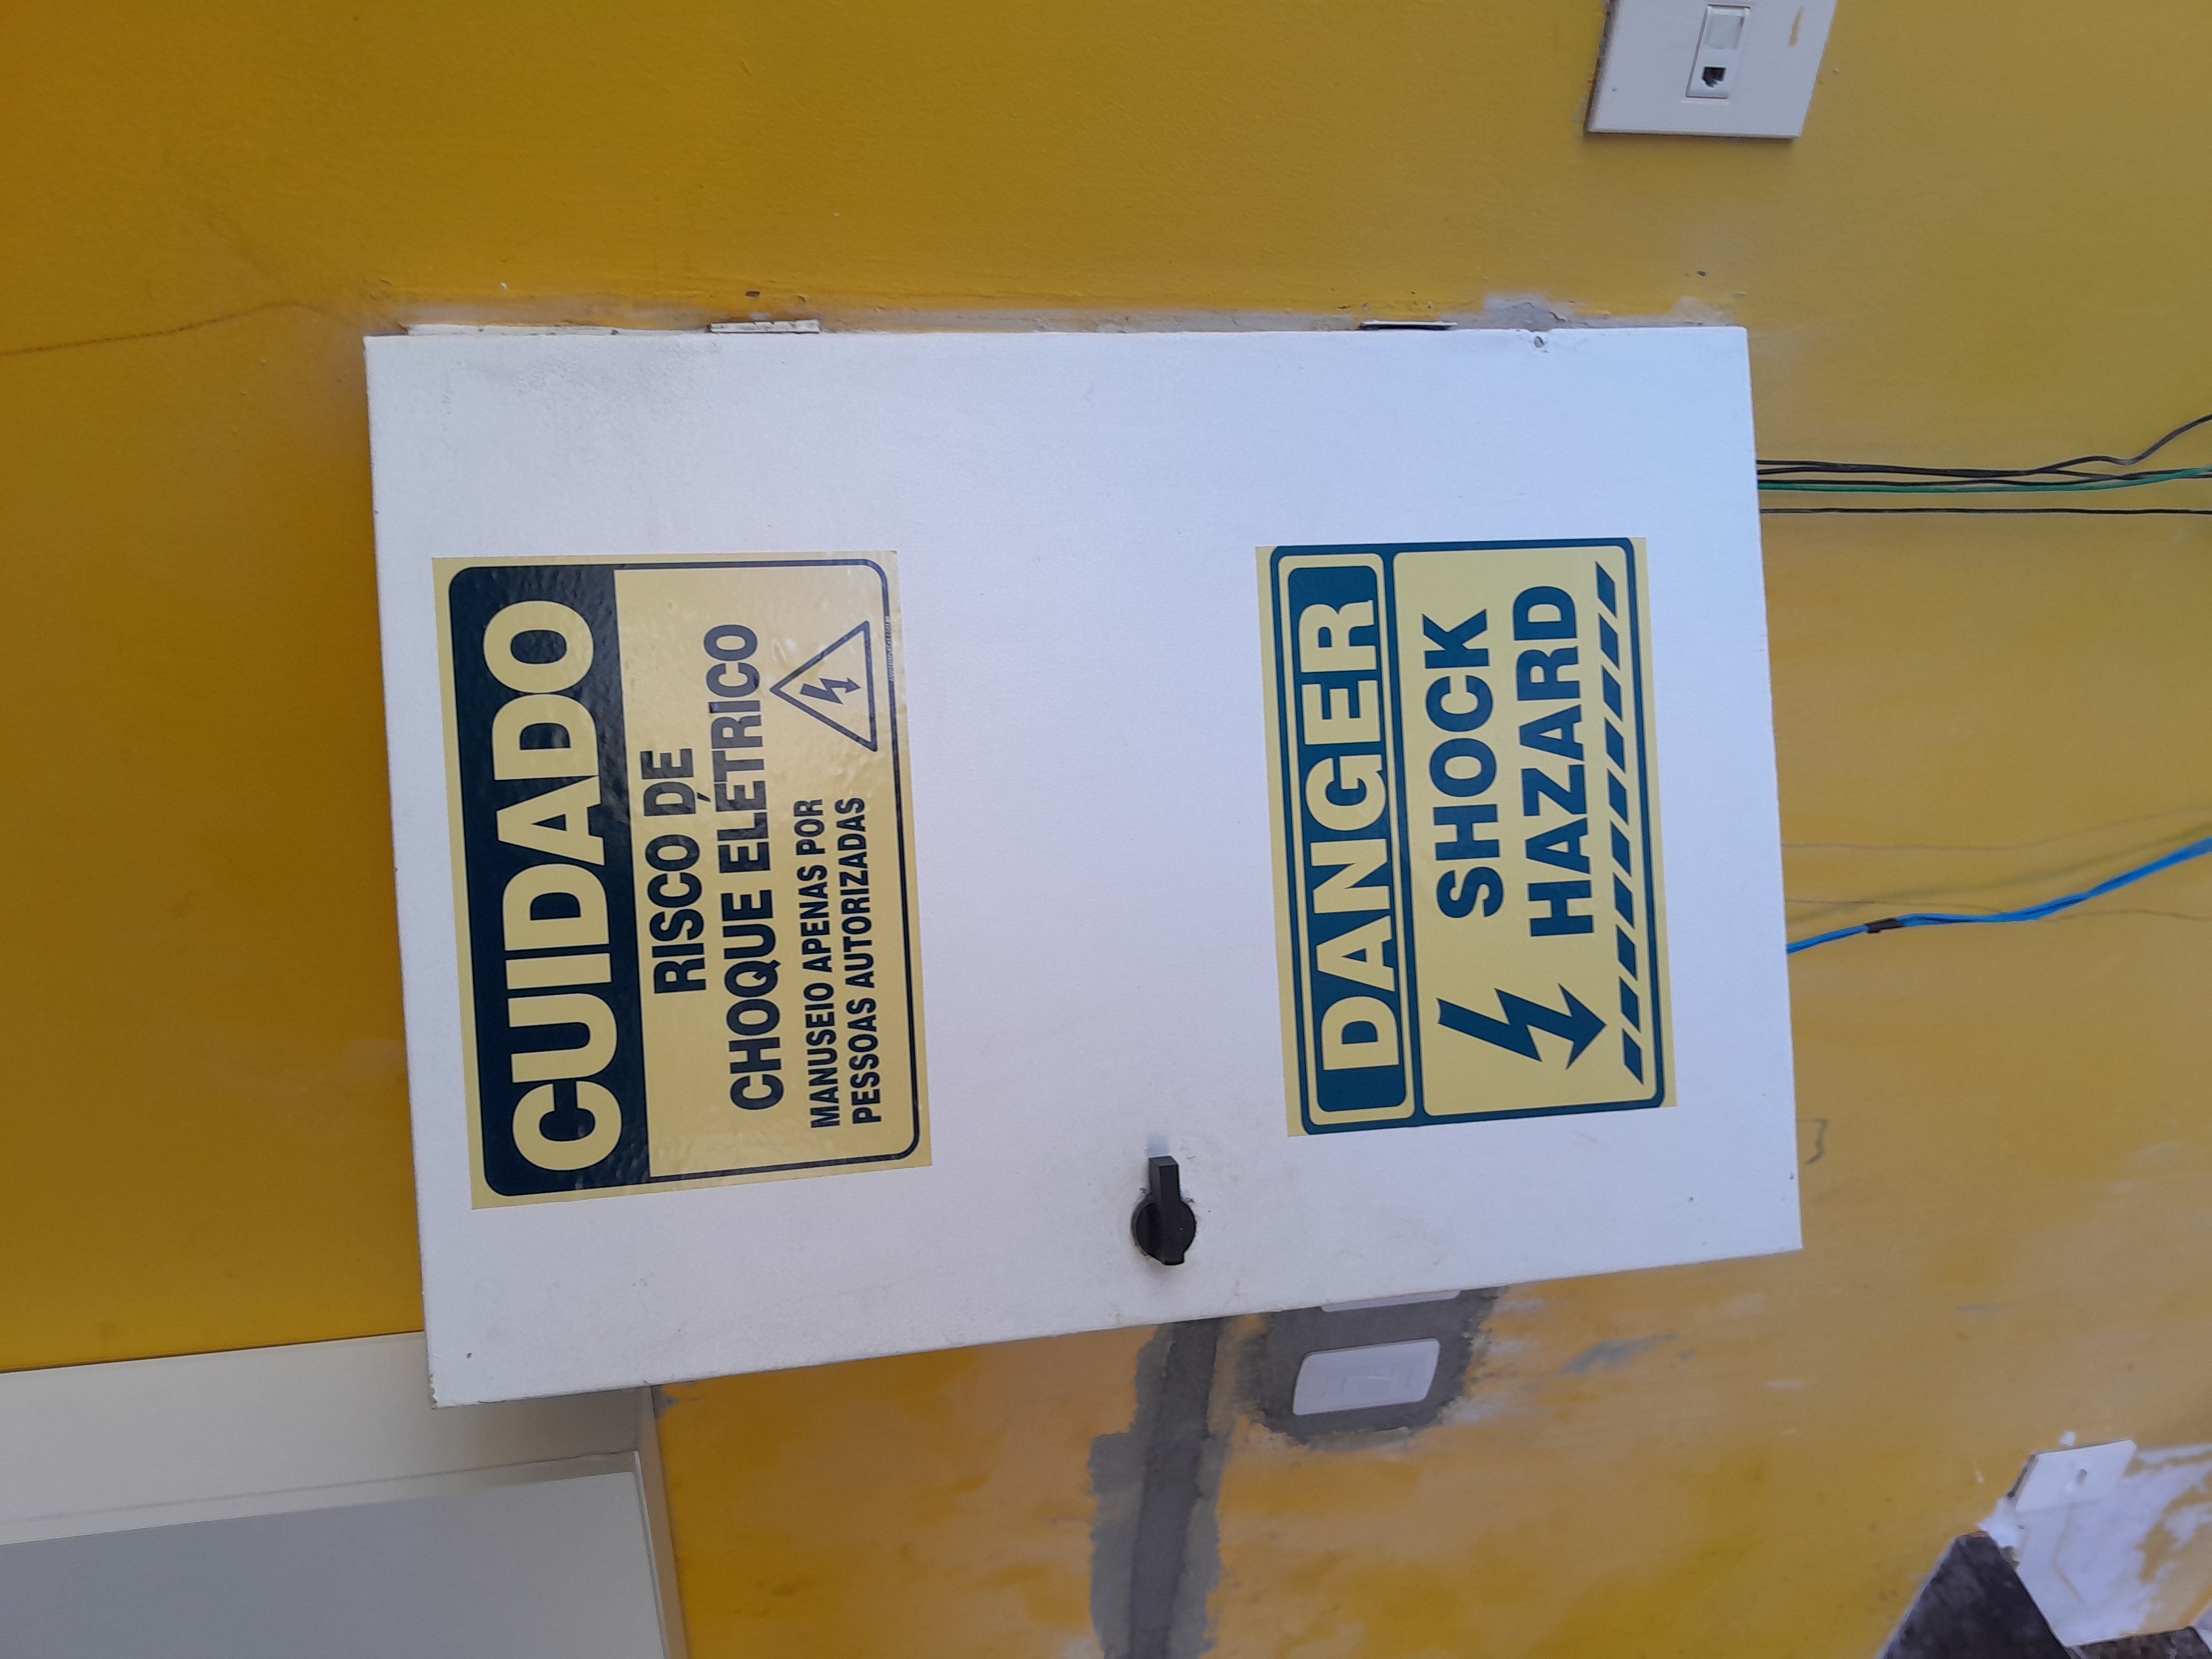 CUIDADO
RISCO DE
CHOQUE ELÉTRICO
MANUSEIO APENAS POR
PESSOAS AUTORIZADAS
DANGER
SHOCK
HAZARD